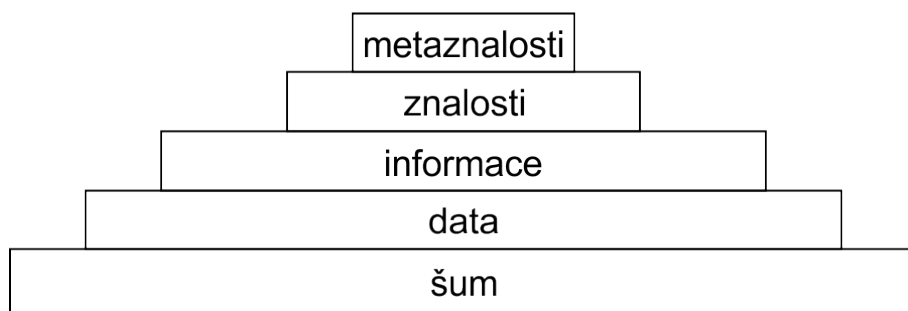 metaznalosti
znalosti
informace
data
šum